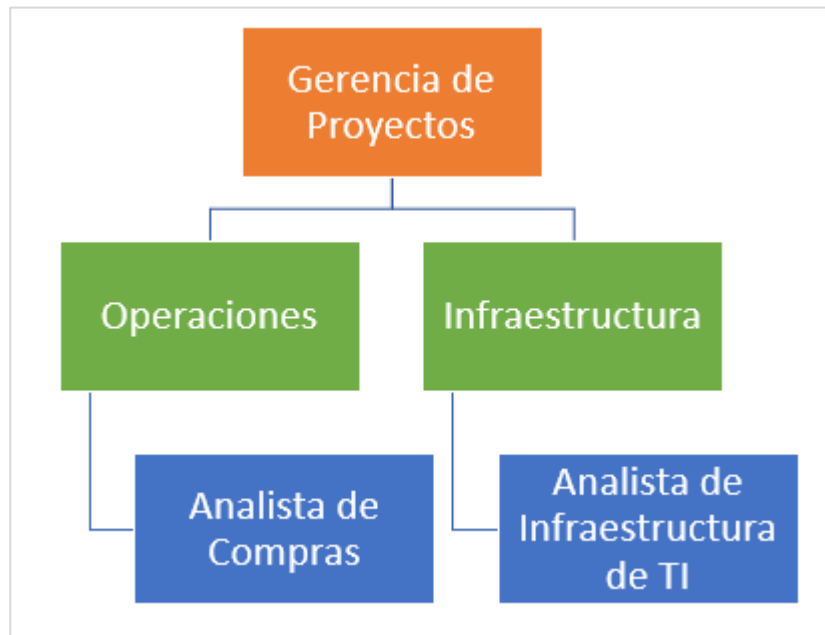 Gerencia de
Proyectos
Operaciones
Infraestructura
Analista de
Compras
Analista de
Infraestructura
de TI